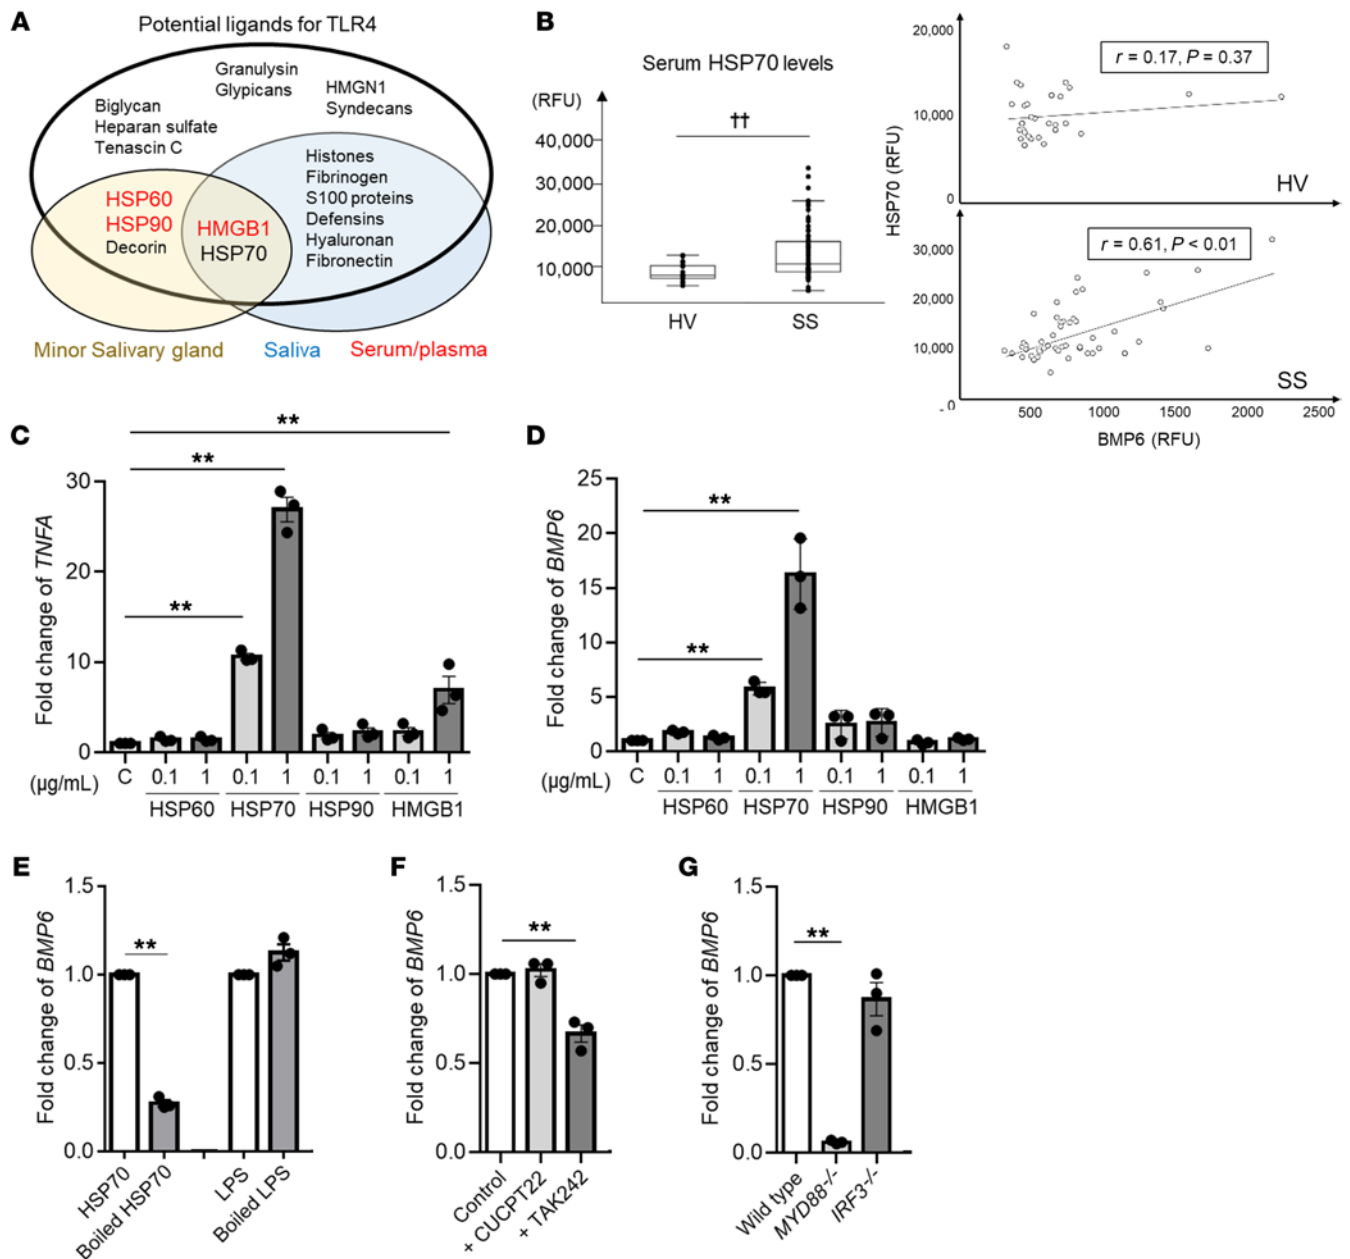 A
Potential ligands for TLR4
Granulysin
Glypicans
HMGN1
Syndecans
Biglycan
Heparan sulfate
Tenascin C
HSP60
HSP90
Decorin
HMGB1
HSP70
Histones
Fibrinogen
S100 proteins
Defensins
Hyaluronan
Fibronectin
Minor Salivary gland
Saliva
Serum/plasma
B
Serum HSP70 levels
(RFU)
††
40,000
30,000
20,000
10,000
HV
SS
HSP70 (RFU)
20,000
10,000
0
r = 0.17, P = 0.37
HV
30,000
20,000
10,000
- 0
r = 0.61, P < 0.01
SS
500 1000 1500 2000 2500
BMP6 (RFU)
C
Fold change of TNFA
30
20
10
0
**
**
**
(µg/mL)
C 0.1 1 0.1 1 0.1 1 0.1 1
HSP60 HSP70 HSP90 HMGB1
D
Fold change of BMP6
25
20
15
10
5
0
**
**
(µg/mL)
C 0.1 1 0.1 1 0.1 1 0.1 1
HSP60 HSP70 HSP90 HMGB1
E
Fold change of BMP6
1.5
1.0
0.5
0.0
**
HSP70
Boiled HSP70
LPS
Boiled LPS
F
Fold change of BMP6
1.5
1.0
0.5
0.0
**
Control
+ CUCPT22
+ TAK242
G
Fold change of BMP6
1.5
1.0
0.5
0.0
**
Wild type
MYD88-/-
IRF3-/-